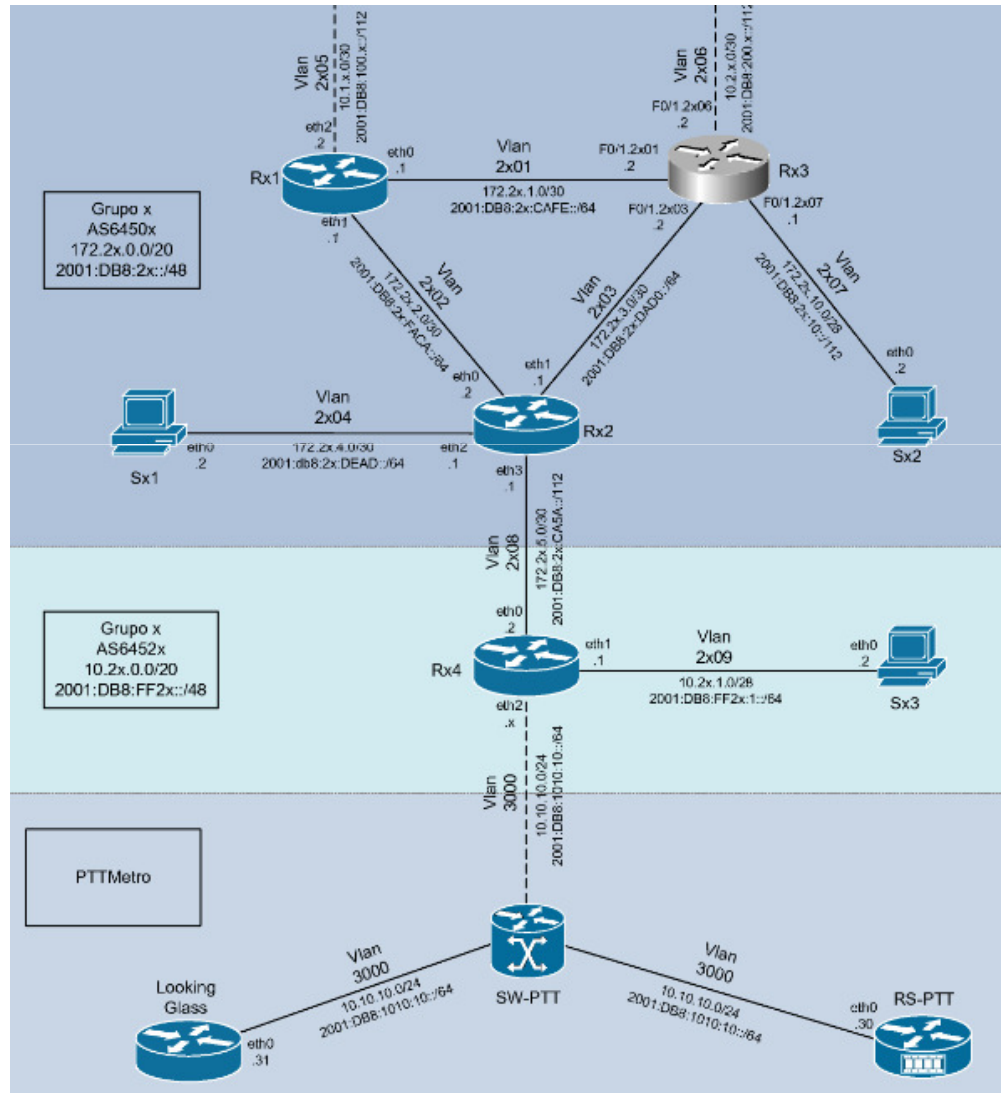 Vlan
2x05
10.1.x.0/30
2001:DB8:100.x::/112
eth2
.2
Vlan
2x06
10.2.x.0/30
2001:DB8:200.x::/112
F0/1.2x06
.2
Rx1
eth0
.1
Vlan
2x01
F0/1.2x01
.2
172.2x.1.0/30
2001:DB8:2x:CAFE::/64
Rx3
eth1
.1
F0/1.2x03
.2
F0/1.2x07
.1
Grupo x
AS6450x
172.2x.0.0/20
2001:DB8:2x::/48
Vlan
2x02
172.2x.2.0/30
2001:DB8:2x:FACA::/64
Vlan
2x03
172.2x.3.0/30
2001:DB8:2x:DAD0::/64
Vlan
2x07
172.2x.10.0/28
2001:DB8:2x:10::/112
eth0
.2
eth1
.1
Rx2
eth0
.2
Sx2
Vlan
2x04
eth0
.2
172.2x.4.0/30
2001:db8:2x:DEAD::/64
eth2
.1
Sx1
eth3
.1
Vlan
2x08
172.2x.5.0/30
2001:DB8:2x:CA5A::/112
Grupo x
AS6452x
10.2x.0.0/20
2001:DB8:FF2x::/48
eth0
.2
Rx4
eth1
.1
Vlan
2x09
10.2x.1.0/28
2001:DB8:FF2x:1::/64
eth0
.2
Sx3
eth2
.x
Vlan
3000
10.10.10.0/24
2001:DB8:1010:10::/64
PTTMetro
SW-PTT
Vlan
3000
10.10.10.0/24
2001:DB8:1010:10::/64
Looking
Glass
eth0
.31
Vlan
3000
10.10.10.0/24
2001:DB8:1010:10::/64
RS-PTT
eth0
.30